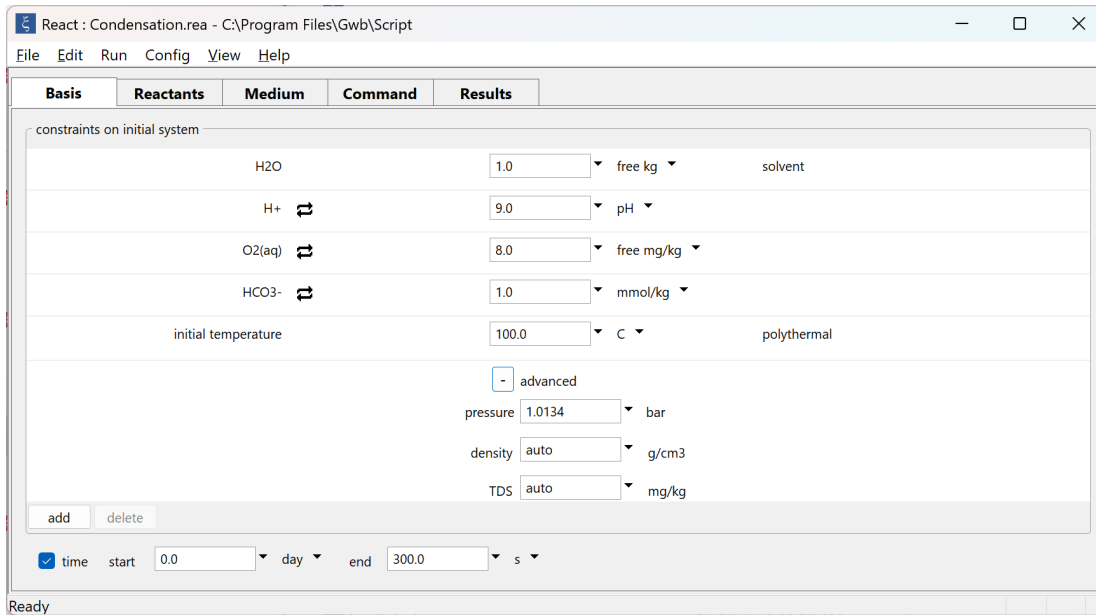 React : Condensation.rea - C:\Program Files\Gwb\Script
File Edit Run Config View Help
Basis Reactants Medium Command Results
constraints on initial system
H2O 1.0 free kg solvent
H+ 9.0 pH
O2(aq) 8.0 free mg/kg
HCO3- 1.0 mmol/kg
initial temperature 100.0 C polythermal
- advanced
pressure 1.0134 bar
density auto g/cm3
TDS auto mg/kg
add delete
time start 0.0 day end 300.0 s
Ready